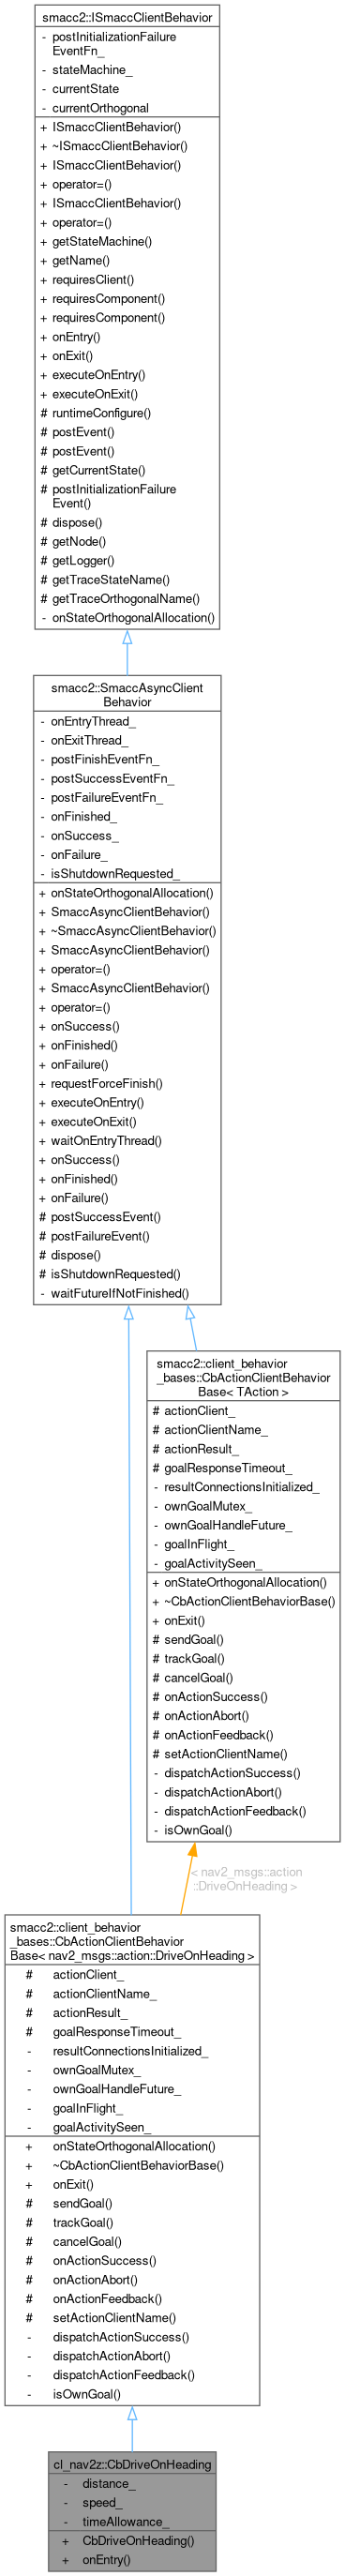 smacc2::ISmaccClientBehavior
- postInitializationFailure
EventFn_
- stateMachine_
- currentState
- currentOrthogonal
+ ISmaccClientBehavior()
+ ~ISmaccClientBehavior()
+ ISmaccClientBehavior()
+ operator=()
+ ISmaccClientBehavior()
+ operator=()
+ getStateMachine()
+ getName()
+ requiresClient()
+ requiresComponent()
+ requiresComponent()
+ onEntry()
+ onExit()
+ executeOnEntry()
+ executeOnExit()
# runtimeConfigure()
# postEvent()
# postEvent()
# getCurrentState()
# postInitializationFailure
Event()
# dispose()
# getNode()
# getLogger()
# getTraceStateName()
# getTraceOrthogonalName()
- onStateOrthogonalAllocation()
smacc2::SmaccAsyncClient
Behavior
- onEntryThread_
- onExitThread_
- postFinishEventFn_
- postSuccessEventFn_
- postFailureEventFn_
- onFinished_
- onSuccess_
- onFailure_
- isShutdownRequested_
+ onStateOrthogonalAllocation()
+ SmaccAsyncClientBehavior()
+ ~SmaccAsyncClientBehavior()
+ SmaccAsyncClientBehavior()
+ operator=()
+ SmaccAsyncClientBehavior()
+ operator=()
+ onSuccess()
+ onFinished()
+ onFailure()
+ requestForceFinish()
+ executeOnEntry()
+ executeOnExit()
+ waitOnEntryThread()
+ onSuccess()
+ onFinished()
+ onFailure()
# postSuccessEvent()
# postFailureEvent()
# dispose()
# isShutdownRequested()
- waitFutureIfNotFinished()
smacc2::client_behavior
_bases::CbActionClientBehavior
Base< TAction >
# actionClient_
# actionClientName_
# actionResult_
# goalResponseTimeout_
- resultConnectionsInitialized_
- ownGoalMutex_
- ownGoalHandleFuture_
- goalInFlight_
- goalActivitySeen_
+ onStateOrthogonalAllocation()
+ ~CbActionClientBehaviorBase()
+ onExit()
# sendGoal()
# trackGoal()
# cancelGoal()
# onActionSuccess()
# onActionAbort()
# onActionFeedback()
# setActionClientName()
- dispatchActionSuccess()
- dispatchActionAbort()
- dispatchActionFeedback()
- isOwnGoal()
< nav2_msgs::action
::DriveOnHeading >
smacc2::client_behavior
_bases::CbActionClientBehavior
Base< nav2_msgs::action::DriveOnHeading >
# actionClient_
# actionClientName_
# actionResult_
# goalResponseTimeout_
- resultConnectionsInitialized_
- ownGoalMutex_
- ownGoalHandleFuture_
- goalInFlight_
- goalActivitySeen_
+ onStateOrthogonalAllocation()
+ ~CbActionClientBehaviorBase()
+ onExit()
# sendGoal()
# trackGoal()
# cancelGoal()
# onActionSuccess()
# onActionAbort()
# onActionFeedback()
# setActionClientName()
- dispatchActionSuccess()
- dispatchActionAbort()
- dispatchActionFeedback()
- isOwnGoal()
cl_nav2z::CbDriveOnHeading
- distance_
- speed_
- timeAllowance_
+ CbDriveOnHeading()
+ onEntry()